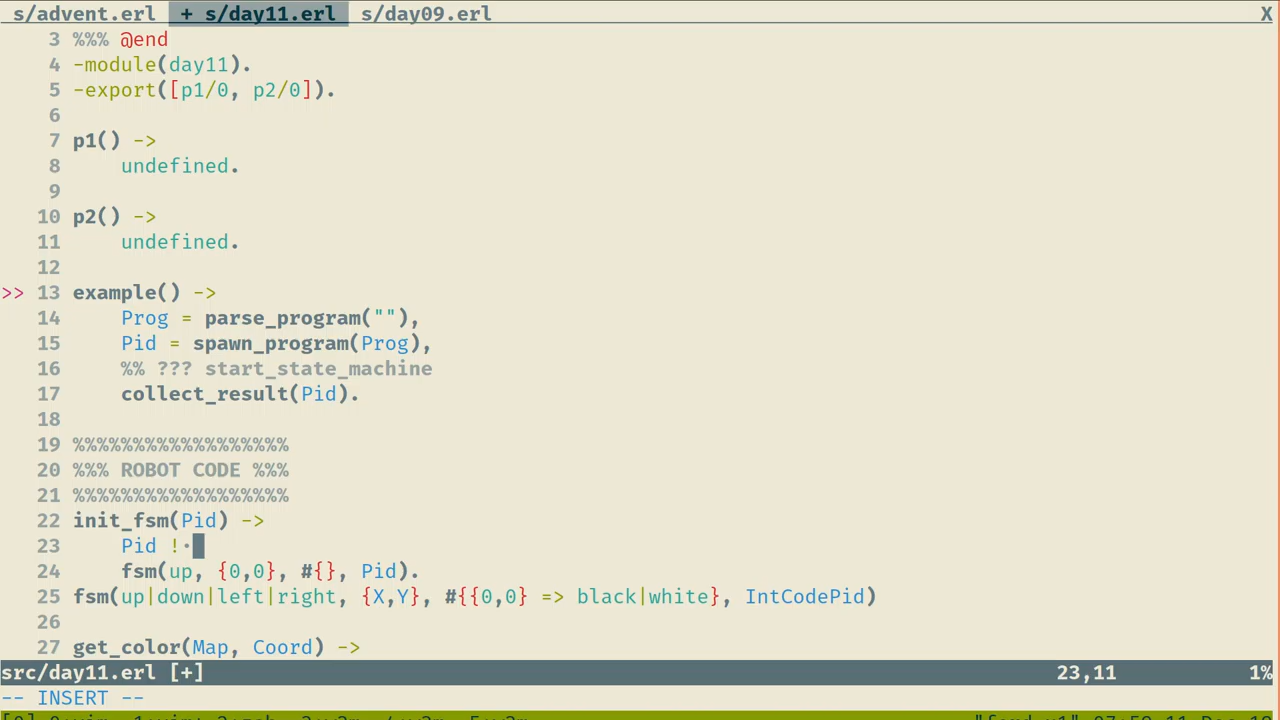 s/advent.erl + s/day11.erl s/day09.erl X
3 %%% @end
4 -module(day11).
5 -export([p1/0, p2/0]).
6
7 p1() ->
8 undefined.
9
10 p2() ->
11 undefined.
12
>> 13 example() ->
14 Prog = parse_program(""),
15 Pid = spawn_program(Prog),
16 %% ??? start_state_machine
17 collect_result(Pid).
18
19 %%%%%%%%%%%%%%%%%%
20 %%% ROBOT CODE %%%
21 %%%%%%%%%%%%%%%%%%
22 init_fsm(Pid) ->
23 Pid !·
24 fsm(up, {0,0}, #{}, Pid).
25 fsm(up|down|left|right, {X,Y}, #{{0,0} => black|white}, IntCodePid)
26
27 get_color(Map, Coord) ->
src/day11.erl [+] 23,11 1%
-- INSERT --